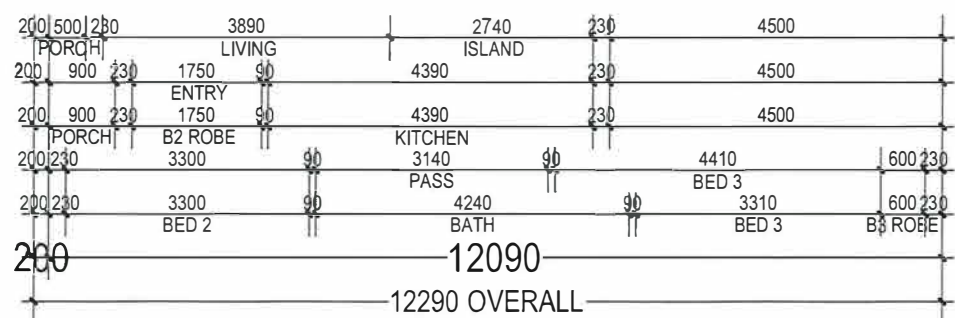 200 500 230 3890 2740 230 4500
PORCH LIVING ISLAND
200 900 230 1750 90 4390 230 4500
ENTRY
200 900 230 1750 90 4390 230 4500
PORCH B2 ROBE KITCHEN
200 230 3300 90 3140 90 4410 600 230
PASS BED 3
200 230 3300 90 4240 90 3310 600 230
BED 2 BATH BED 3 B3 ROBE
200 12090
12290 OVERALL